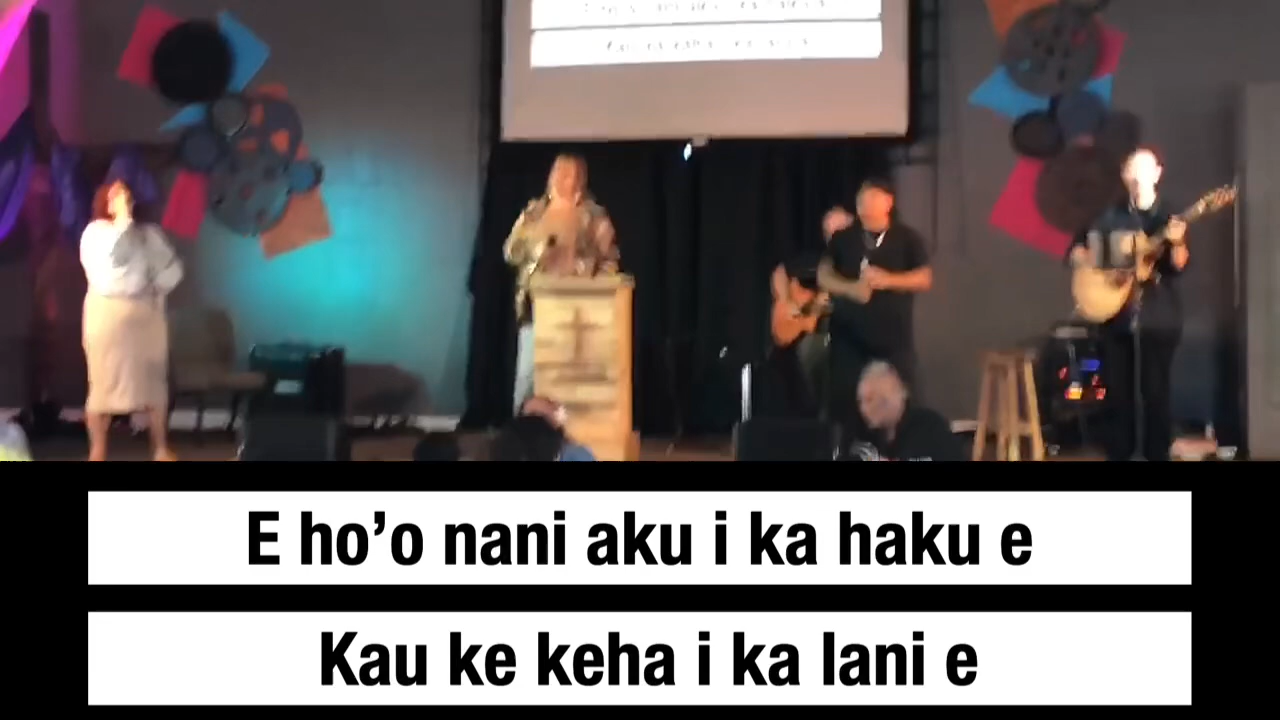 E ho’o nani aku i ka haku e
Kau ke keha i ka lani e